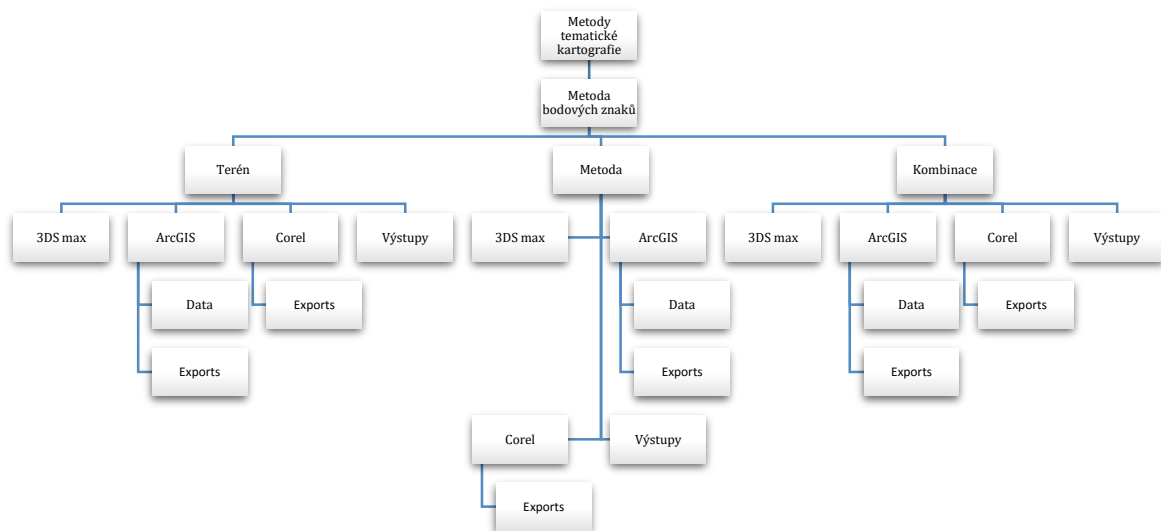 Metody
tematické
kartografie
Metoda
bodových znaků
Terén
Metoda
Kombinace
3DS max
ArcGIS
Corel
Výstupy
3DS max
ArcGIS
3DS max
ArcGIS
Corel
Výstupy
Data
Exports
Data
Data
Exports
Exports
Exports
Exports
Corel
Výstupy
Exports